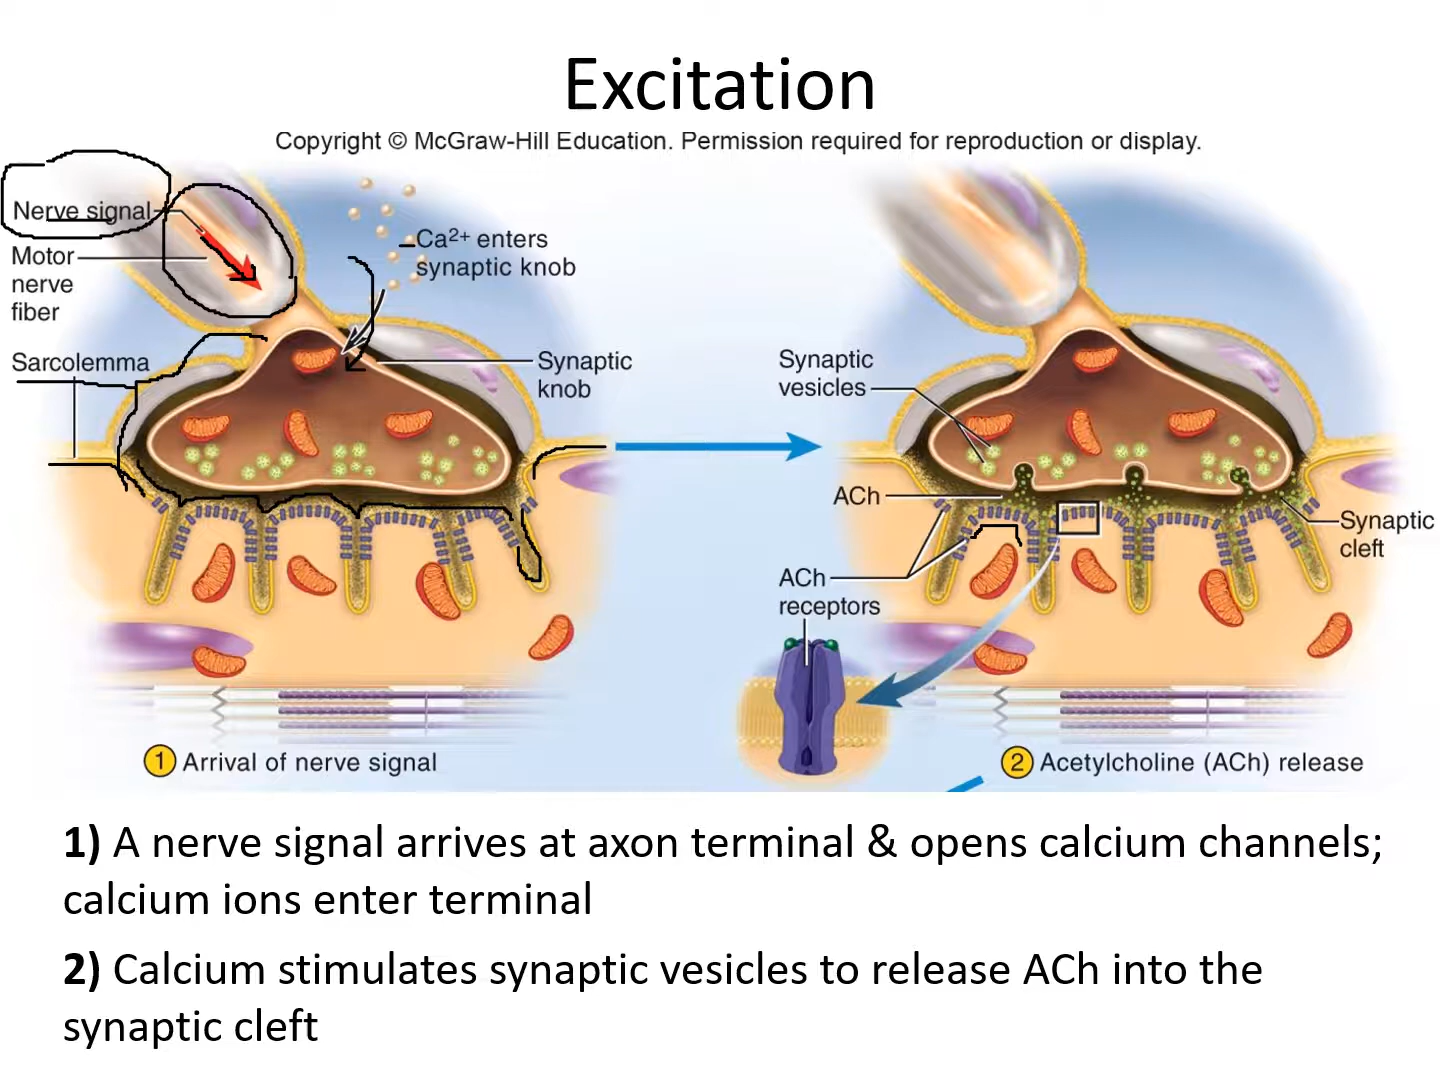 Excitation
Copyright © McGraw-Hill Education. Permission required for reproduction or display.
Nerve signal
Motor
nerve
fiber
Sarcolemma
Ca2+ enters
synaptic knob
Synaptic
knob
1 Arrival of nerve signal
Synaptic
vesicles
ACh
ACh
receptors
Synaptic
cleft
2 Acetylcholine (ACh) release
1) A nerve signal arrives at axon terminal & opens calcium channels;
calcium ions enter terminal
2) Calcium stimulates synaptic vesicles to release ACh into the
synaptic cleft